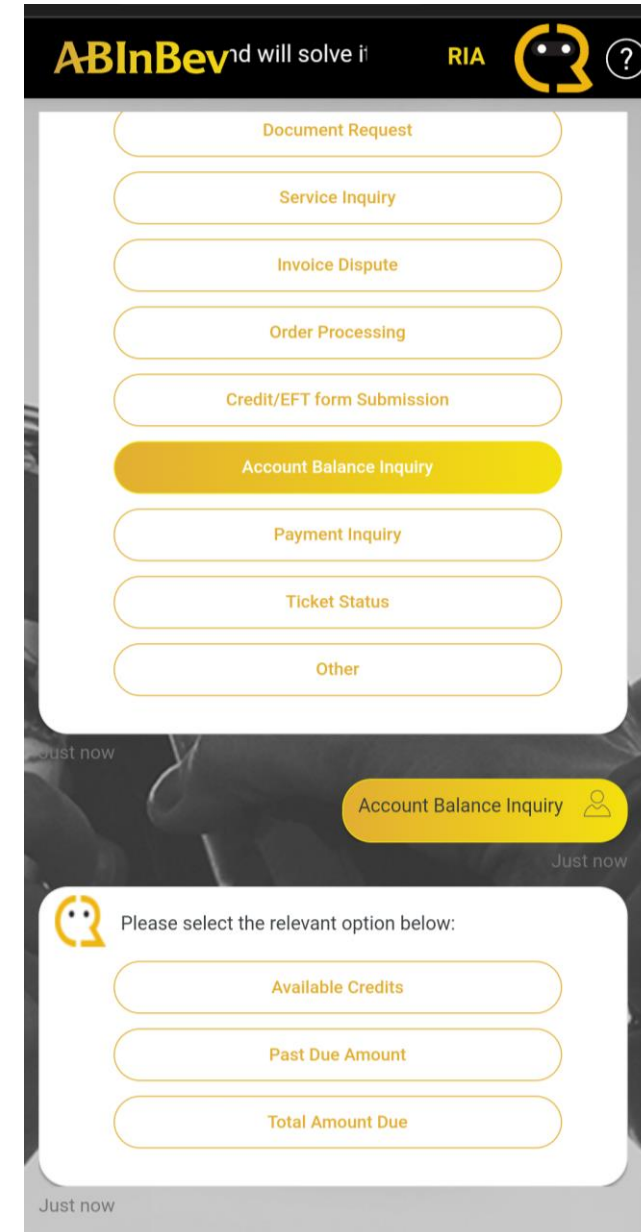 ABInBev nd will solve it RIA ?
Document Request
Service Inquiry
Invoice Dispute
Order Processing
Credit/EFT form Submission
Account Balance Inquiry
Payment Inquiry
Ticket Status
Other
Just now
Account Balance Inquiry
Just now
Please select the relevant option below:
Available Credits
Past Due Amount
Total Amount Due
Just now